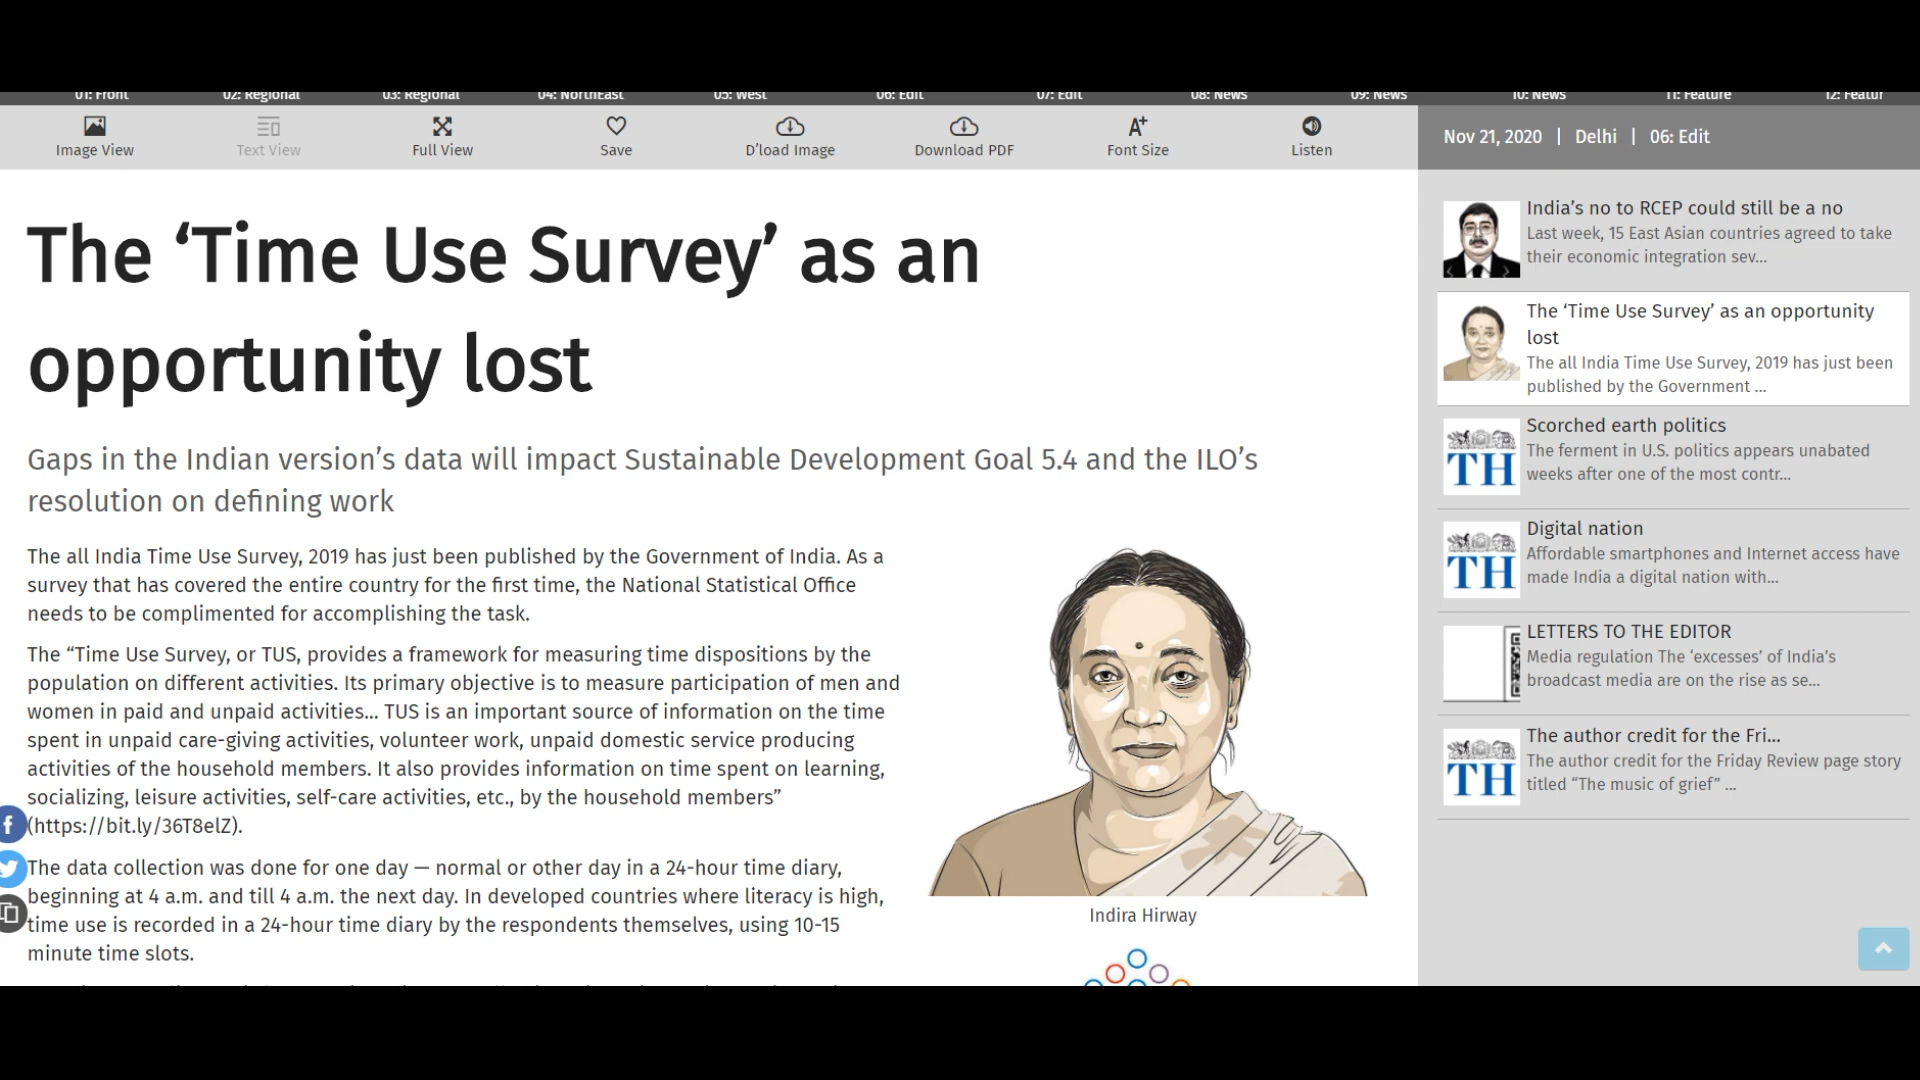 01: Front 02: Regional 03: Regional 04: NorthEast 05: West 06: Edit 07: Edit 08: News 09: News 10: News 11: Feature 12: Featur
Image View Text View Full View Save D'load Image Download PDF Font Size Listen
Nov 21, 2020 | Delhi | 06: Edit
The ‘Time Use Survey’ as an
opportunity lost
Gaps in the Indian version’s data will impact Sustainable Development Goal 5.4 and the ILO’s
resolution on defining work
The all India Time Use Survey, 2019 has just been published by the Government of India. As a
survey that has covered the entire country for the first time, the National Statistical Office
needs to be complimented for accomplishing the task.
The “Time Use Survey, or TUS, provides a framework for measuring time dispositions by the
population on different activities. Its primary objective is to measure participation of men and
women in paid and unpaid activities... TUS is an important source of information on the time
spent in unpaid care-giving activities, volunteer work, unpaid domestic service producing
activities of the household members. It also provides information on time spent on learning,
socializing, leisure activities, self-care activities, etc., by the household members”
(https://bit.ly/36T8elZ).
The data collection was done for one day — normal or other day in a 24-hour time diary,
beginning at 4 a.m. and till 4 a.m. the next day. In developed countries where literacy is high,
time use is recorded in a 24-hour time diary by the respondents themselves, using 10-15
minute time slots.
Indira Hirway
India’s no to RCEP could still be a no
Last week, 15 East Asian countries agreed to take
their economic integration sev...
The ‘Time Use Survey’ as an opportunity
lost
The all India Time Use Survey, 2019 has just been
published by the Government ...
TH
Scorched earth politics
The ferment in U.S. politics appears unabated
weeks after one of the most contr...
TH
Digital nation
Affordable smartphones and Internet access have
made India a digital nation with...
LETTERS TO THE EDITOR
Media regulation The ‘excesses’ of India’s
broadcast media are on the rise as se...
TH
The author credit for the Fri...
The author credit for the Friday Review page story
titled “The music of grief” ...